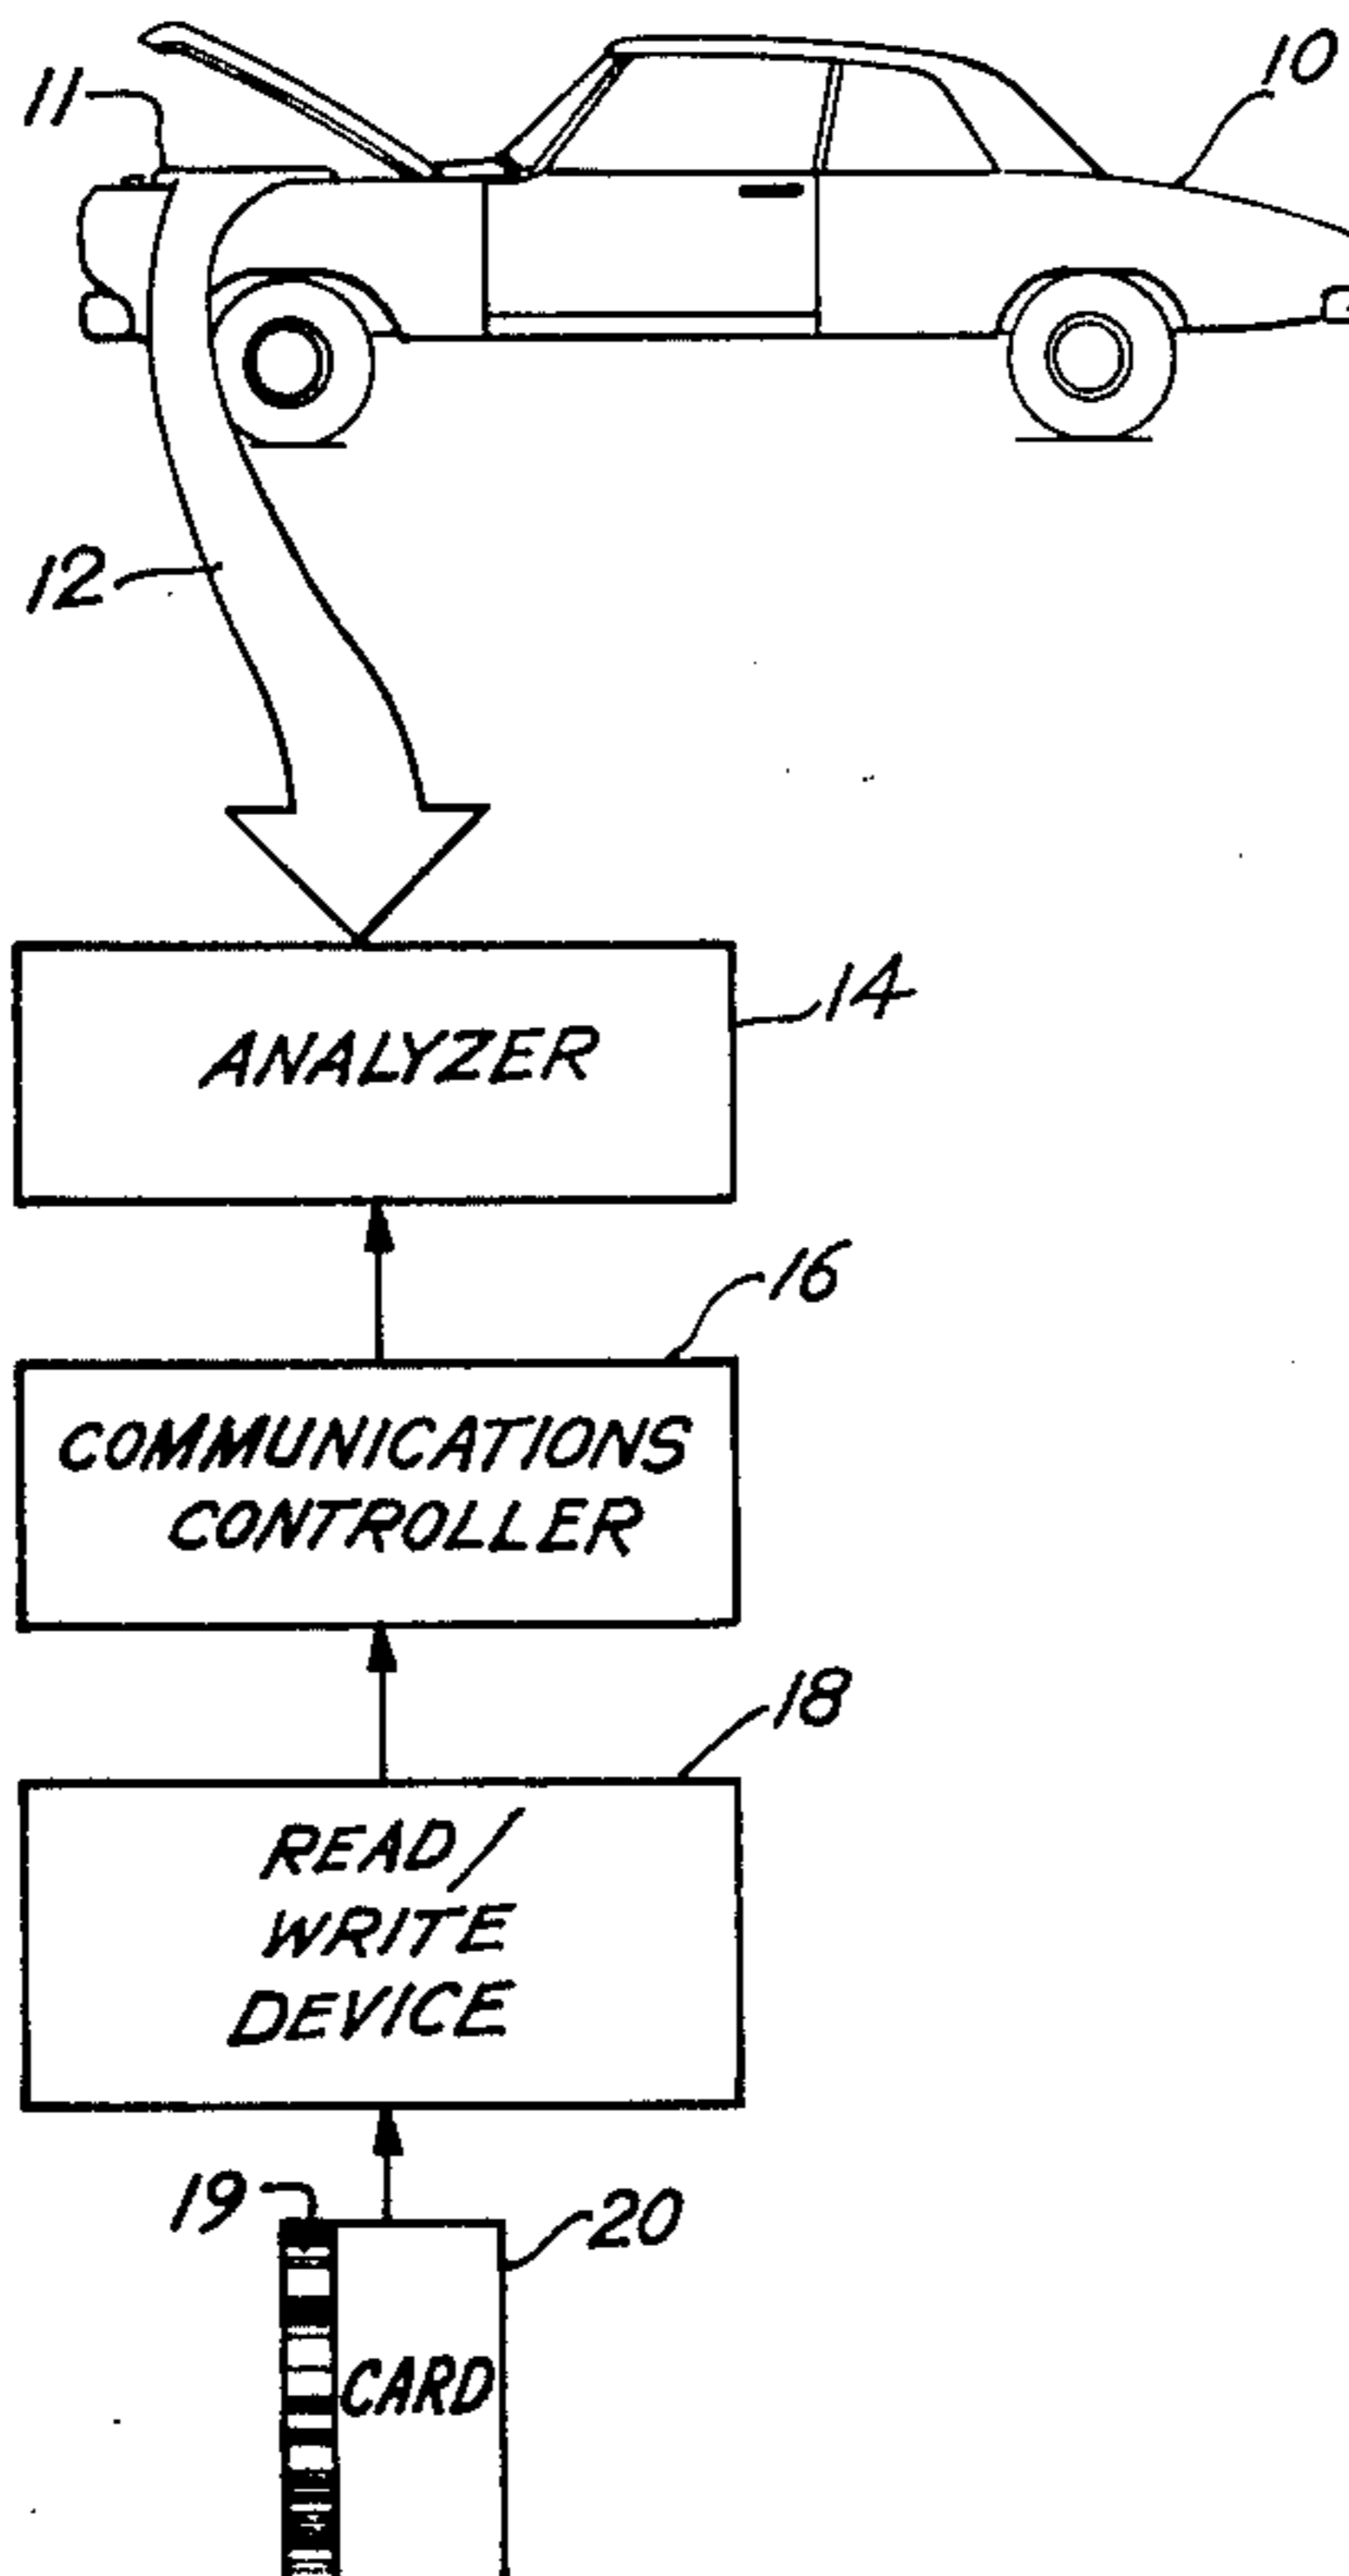 11
10
12
ANALYZER
14
16
COMMUNICATIONS
CONTROLLER
18
READ/
WRITE
DEVICE
19
20
CARD